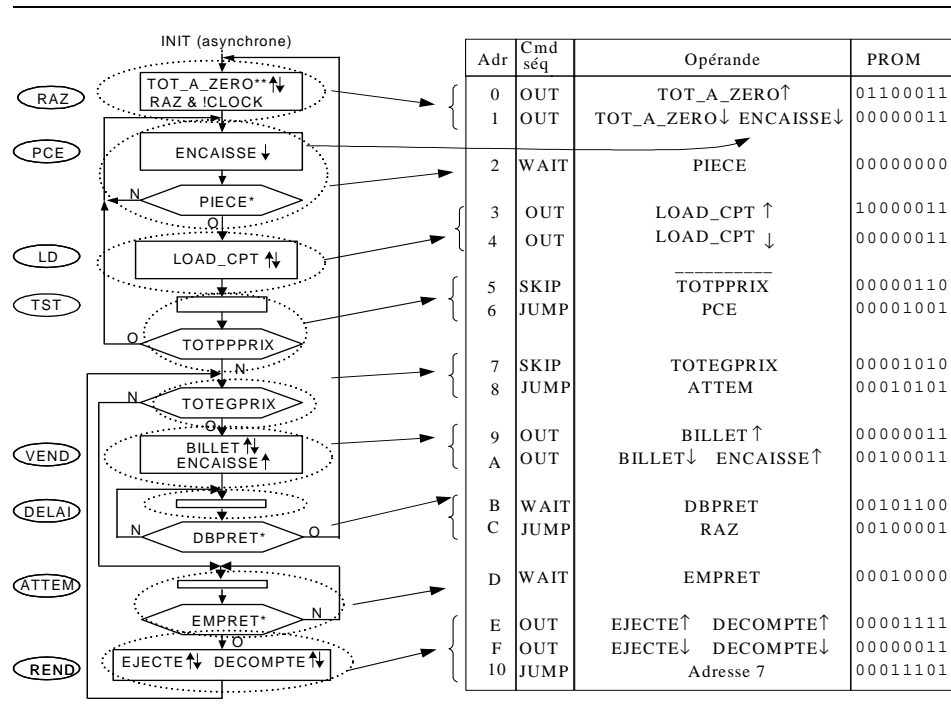 INIT (asynchrone)
RAZ
TOT_A_ZERO**↑↓
RAZ & !CLOCK
PCE
ENCAISSE ↓
N
PIECE*
O
LD
LOAD_CPT ↑↓
TST
O
TOTPPPRIX
N
N
TOTEGPRIX
O
VEND
BILLET ↑↓
ENCAISSE ↑
DELAI
N
DBPRET*
O
ATTEM
EMPRET*
N
O
REND
EJECTE ↑↓ DECOMPTE ↑↓
Adr Cmd séq Opérande PROM
0 OUT TOT_A_ZERO↑ 01100011
1 OUT TOT_A_ZERO↓ ENCAISSE↓ 00000011
2 WAIT PIECE 00000000
3 OUT LOAD_CPT ↑ 10000011
4 OUT LOAD_CPT ↓ 00000011
5 SKIP TOTPPRIX 00000110
6 JUMP PCE 00001001
7 SKIP TOTEGPRIX 00001010
8 JUMP ATTEM 00010101
9 OUT BILLET ↑ 00000011
A OUT BILLET↓ ENCAISSE↑ 00100011
B WAIT DBPRET 00101100
C JUMP RAZ 00100001
D WAIT EMPRET 00010000
E OUT EJECTE↑ DECOMPTE↑ 00001111
F OUT EJECTE↓ DECOMPTE↓ 00000011
10 JUMP Adresse 7 00011101